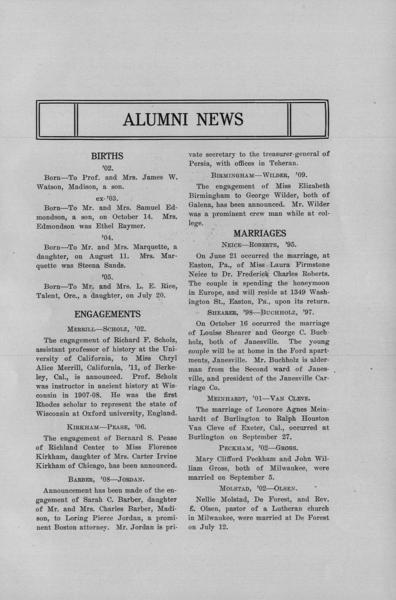 ALUMNI NEWS
BIRTHS
'02.
Born—To Prof. and Mrs. James W.
Watson, Madison, a son.
ex-'03.
Born—To Mr. and Mrs. Samuel Ed-
mondson, a son, on October 14. Mrs.
Edmondson was Ethel Raymer.
'04.
Born—To Mr. and Mrs. Marquette, a
daughter, on August 11. Mrs. Mar-
quette was Steena Sands.
'05.
Born—To Mr. and Mrs. L. E. Rice,
Talent, Ore., a daughter, on July 20.
ENGAGEMENTS
Merrill—Scholz, '02.
The engagement of Richard F. Scholz,
assistant professor of history at the Uni-
versity of California, to Miss Chryl
Alice Merrill, California, '11, of Berke-
ley, Cal., is announced. Prof. Scholz
was instructor in ancient history at Wis-
consin in 1907-08. He was the first
Rhodes scholar to represent the state of
Wisconsin at Oxford university, England.
Kirkham—Pease, '06.
The engagement of Bernard S. Pease
of Richland Center to Miss Florence
Kirkham, daughter of Mrs. Carter Irvine
Kirkham of Chicago, has been announced.
Barber, '08—Jordan.
Announcement has been made of the en-
gagement of Sarah C. Barber, daughter
of Mr. and Mrs. Charles Barber, Madi-
son, to Loring Pierce Jordan, a promi-
nent Boston attorney. Mr. Jordan is pri-
vate secretary to the treasurer-general of
Persia, with offices in Teheran.
Birmingham—Wilder, '09.
The engagement of Miss Elizabeth
Birmingham to George Wilder, both of
Galena, has been announced. Mr. Wilder
was a prominent crew man while at col-
lege.
MARRIAGES
Neice—Roberts, '95.
On June 21 occurred the marriage, at
Easton, Pa., of Miss Laura Firmstone
Neice to Dr. Frederick Charles Roberts.
The couple is spending the honeymoon
in Europe, and will reside at 1549 Wash-
ington St., Easton, Pa., upon its return.
Shearer, '98—Buchholz, '97.
On October 16 occurred the marriage
of Louise Shearer and George C. Buch-
holz, both of Janesville. The young
couple will be at home in the Ford apart-
ments, Janesville. Mr. Buchholz is alder-
man from the Second ward of Janes-
ville, and president of the Janesville Car-
riage Co.
Meinhardt, '01—Van Cleve.
The marriage of Leonore Agnes Mein-
hardt of Burlington to Ralph Houston
Van Cleve of Exeter, Cal., occurred at
Burlington on September 27.
Peckham, '02—Gross.
Mary Clifford Peckham and John Wil-
liam Gross, both of Milwaukee, were
married on September 5.
Molstad, '02—Olsen.
Nellie Molstad, De Forest, and Rev.
Olsen, pastor of a Lutheran church
in Milwaukee, were married at De Forest
on July 12.